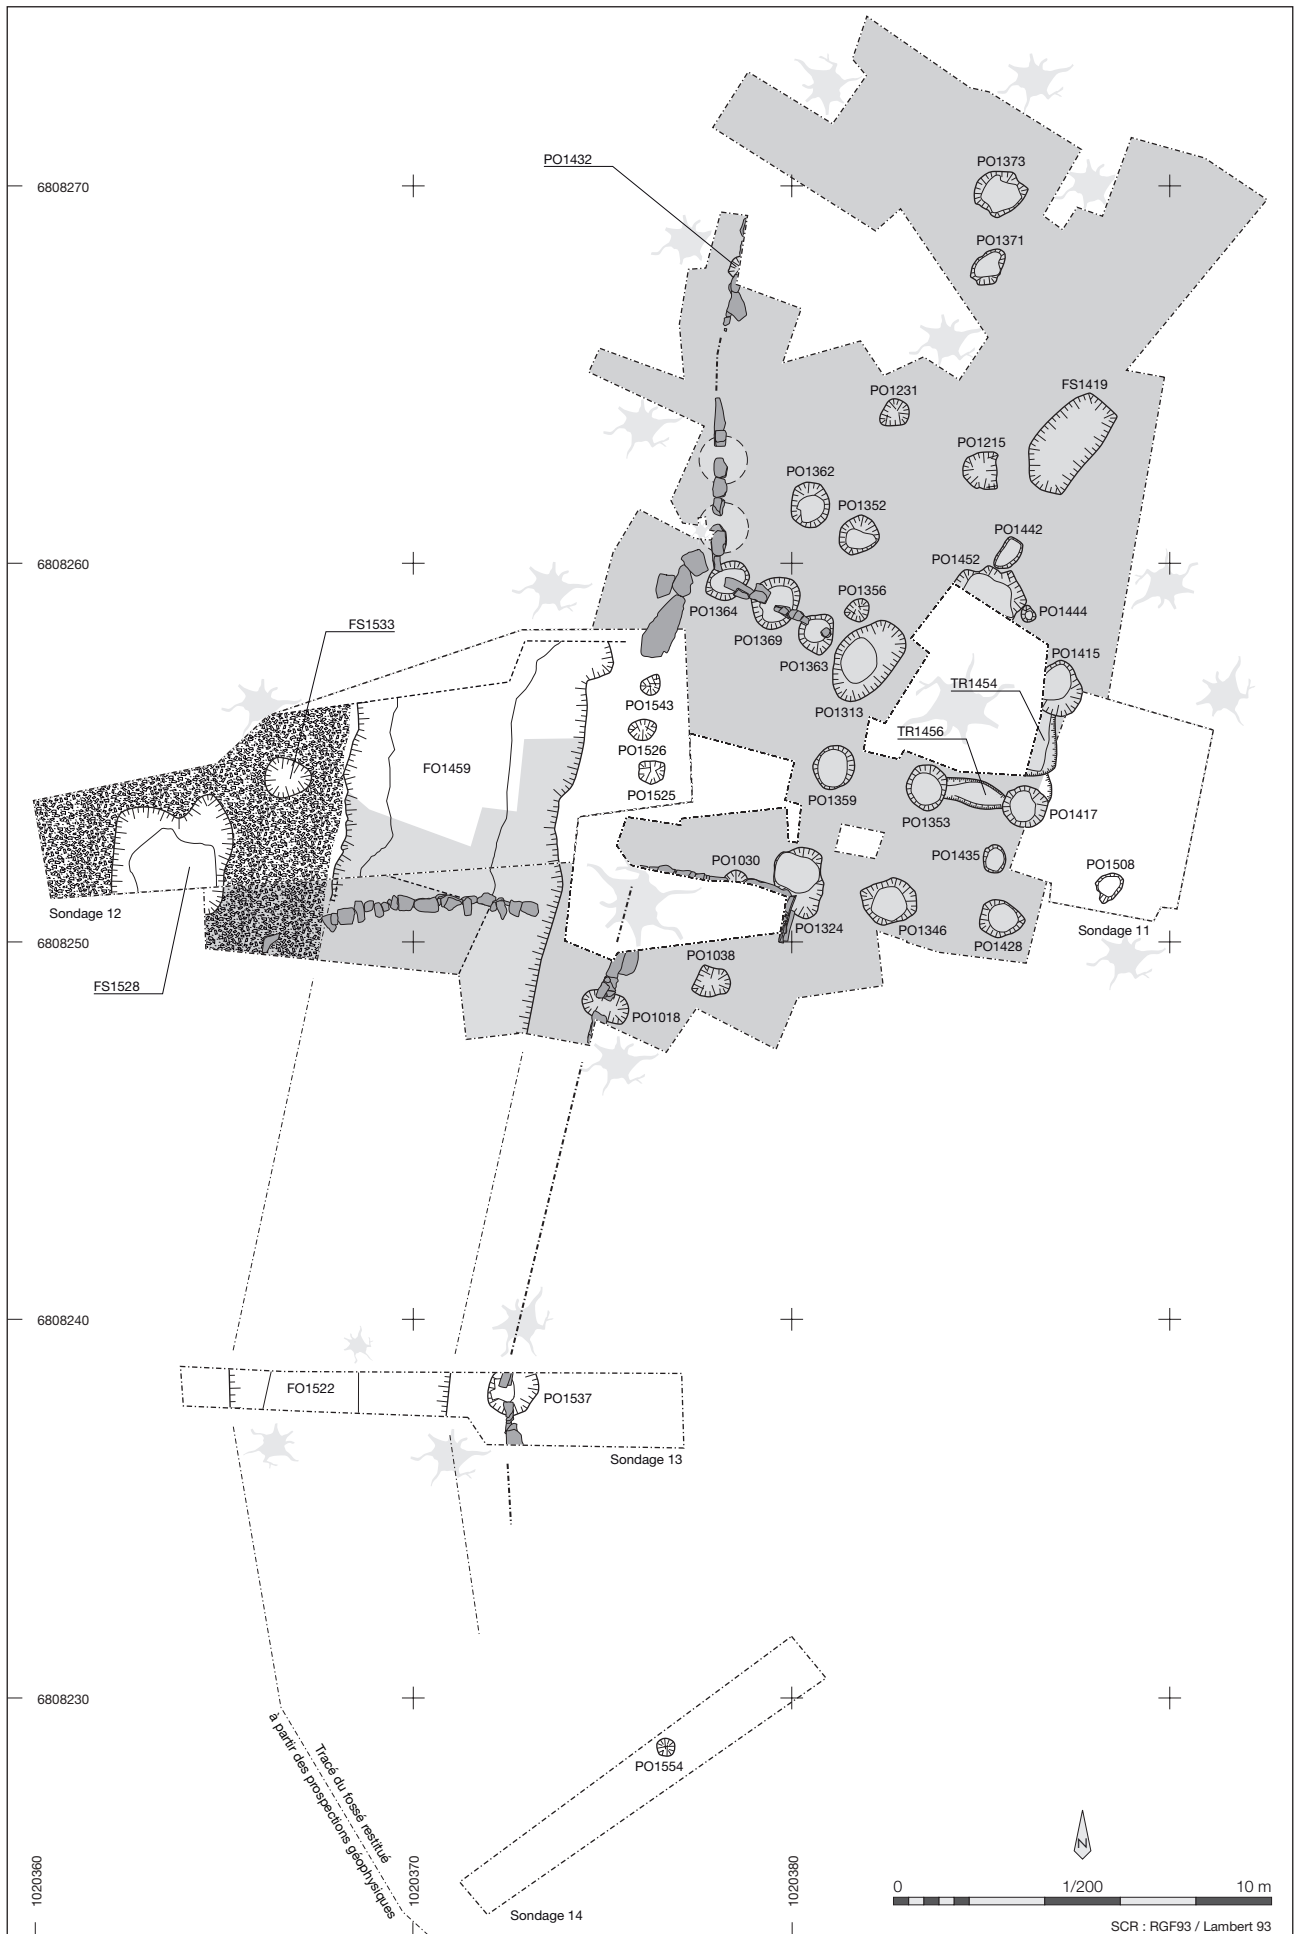 PO1432
PO1373
6808270
PO1371
PO1231
FS1419
PO1215
PO1362
PO1352
PO1442
6808260
PO1452
PO1356
PO1364
PO1444
FS1533
PO1369
PO1363
PO1415
TR1454
PO1543
PO1313
TR1456
PO1526
FO1459
PO1525
PO1359
PO1353
PO1417
PO1435
PO1030
PO1508
Sondage 12
PO1324
PO1346
Sondage 11
6808250
PO1428
PO1038
FS1528
PO1018
6808240
FO1522
PO1537
Sondage 13
6808230
PO1554
Tracé du fossé restitué
à partir des prospections géophysiques
1020360
1020370
1020380
N
0 1/200 10 m
Sondage 14
SCR : RGF93 / Lambert 93